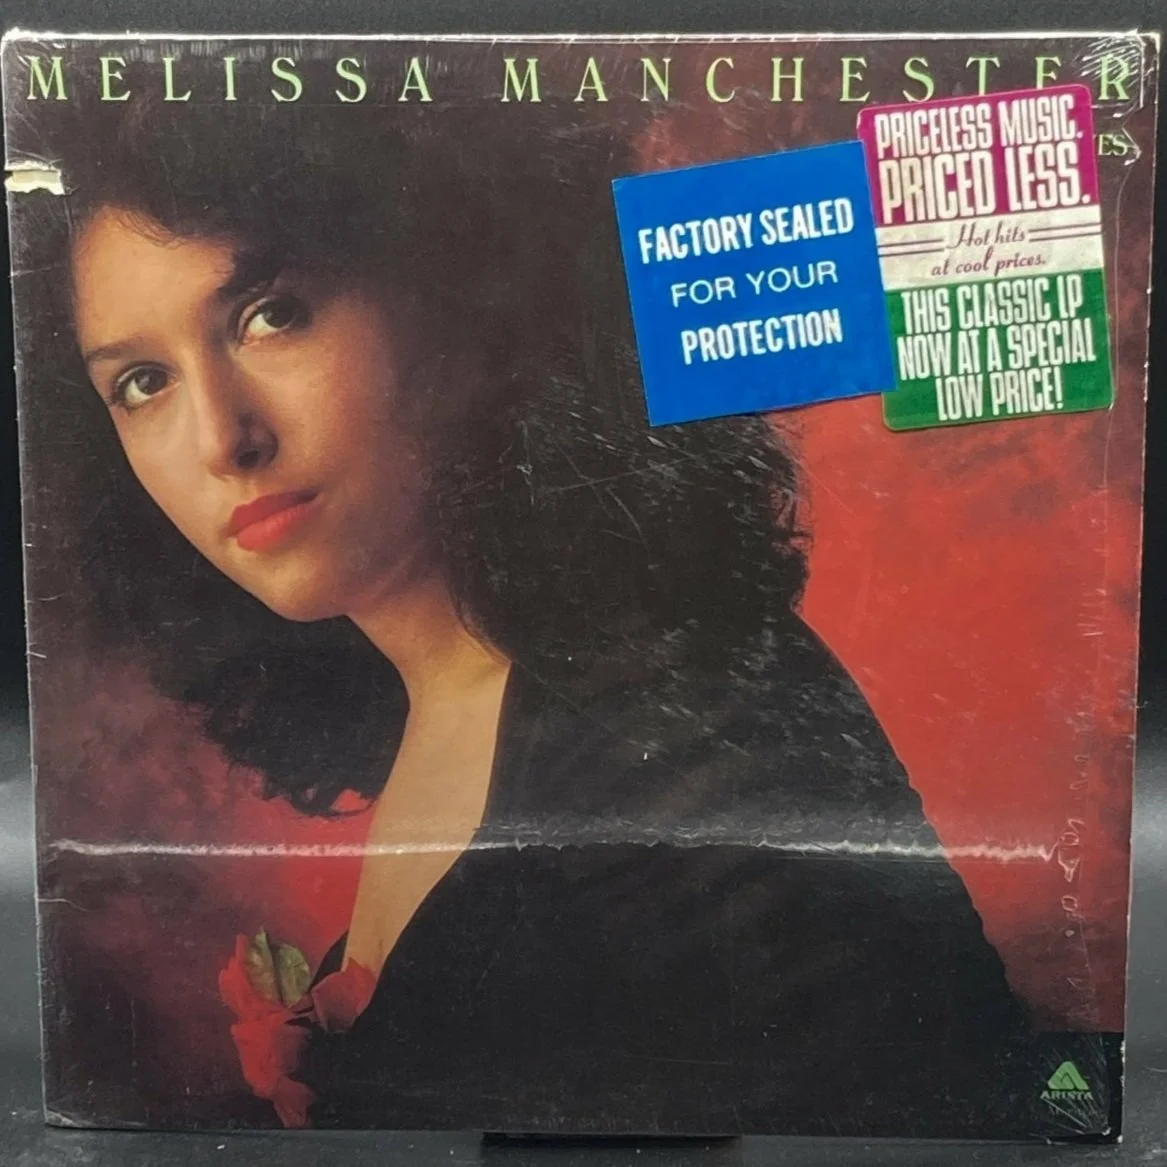 MELISSA MANCHESTER
ES
PRICELESS MUSIC.
PRICED LESS.
Hot hits
at cool prices.
THIS CLASSIC LP
NOW AT A SPECIAL
LOW PRICE!
FACTORY SEALED
FOR YOUR
PROTECTION
ARISTA